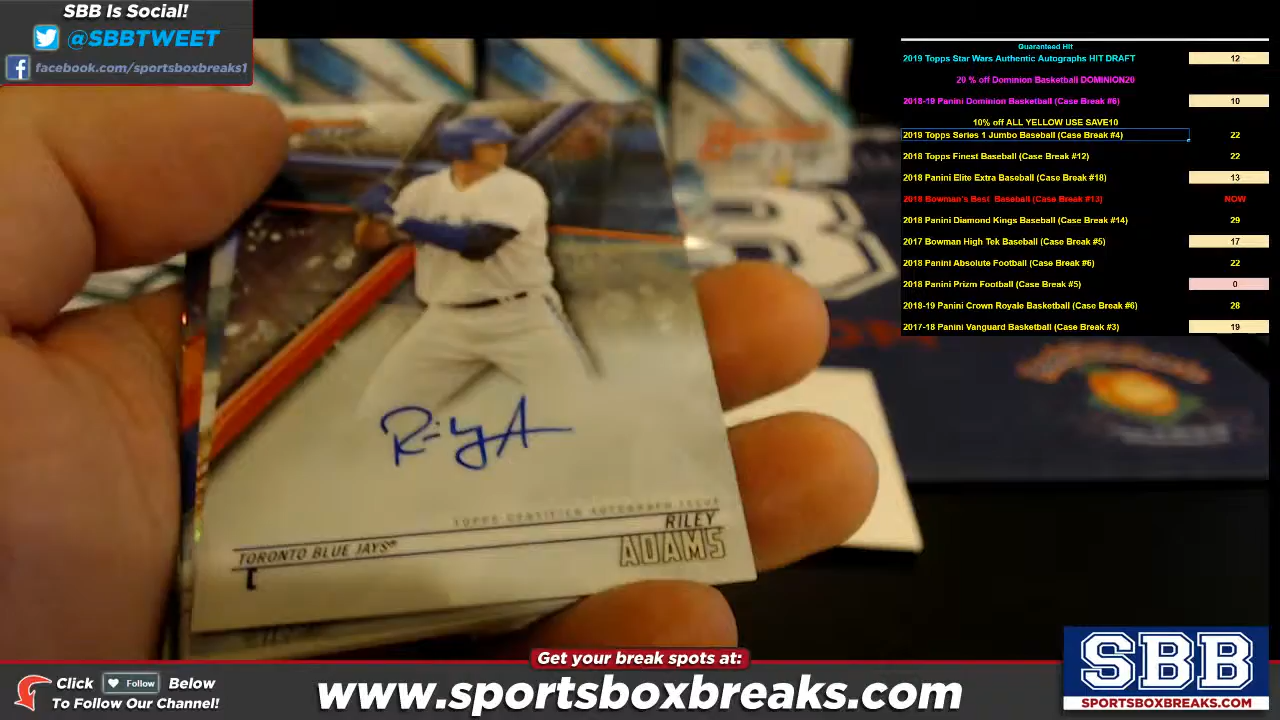 SBB Is Social!
@SBBTWEET
facebook.com/sportsboxbreaks1
Guaranteed Hit
2019 Topps Star Wars Authentic Autographs HIT DRAFT 12
20 % off Dominion Basketball DOMINION20
2018-19 Panini Dominion Basketball (Case Break #6) 10
10% off ALL YELLOW USE SAVE10
2019 Topps Series 1 Jumbo Baseball (Case Break #4) 22
2018 Topps Finest Baseball (Case Break #12) 22
2018 Panini Elite Extra Baseball (Case Break #18) 13
2018 Bowman's Best Baseball (Case Break #13) NOW
2018 Panini Diamond Kings Baseball (Case Break #14) 29
2017 Bowman High Tek Baseball (Case Break #5) 17
2018 Panini Absolute Football (Case Break #6) 22
2018 Panini Prizm Football (Case Break #5) 0
2018-19 Panini Crown Royale Basketball (Case Break #6) 28
2017-18 Panini Vanguard Basketball (Case Break #3) 19
TOPPS CERTIFIED AUTOGRAPH ISSUE
RILEY
TORONTO BLUE JAYS®
ADAMS
C
Get your break spots at:
www.sportsboxbreaks.com
Click Follow Below
To Follow Our Channel!
SBB
SPORTSBOXBREAKS.COM